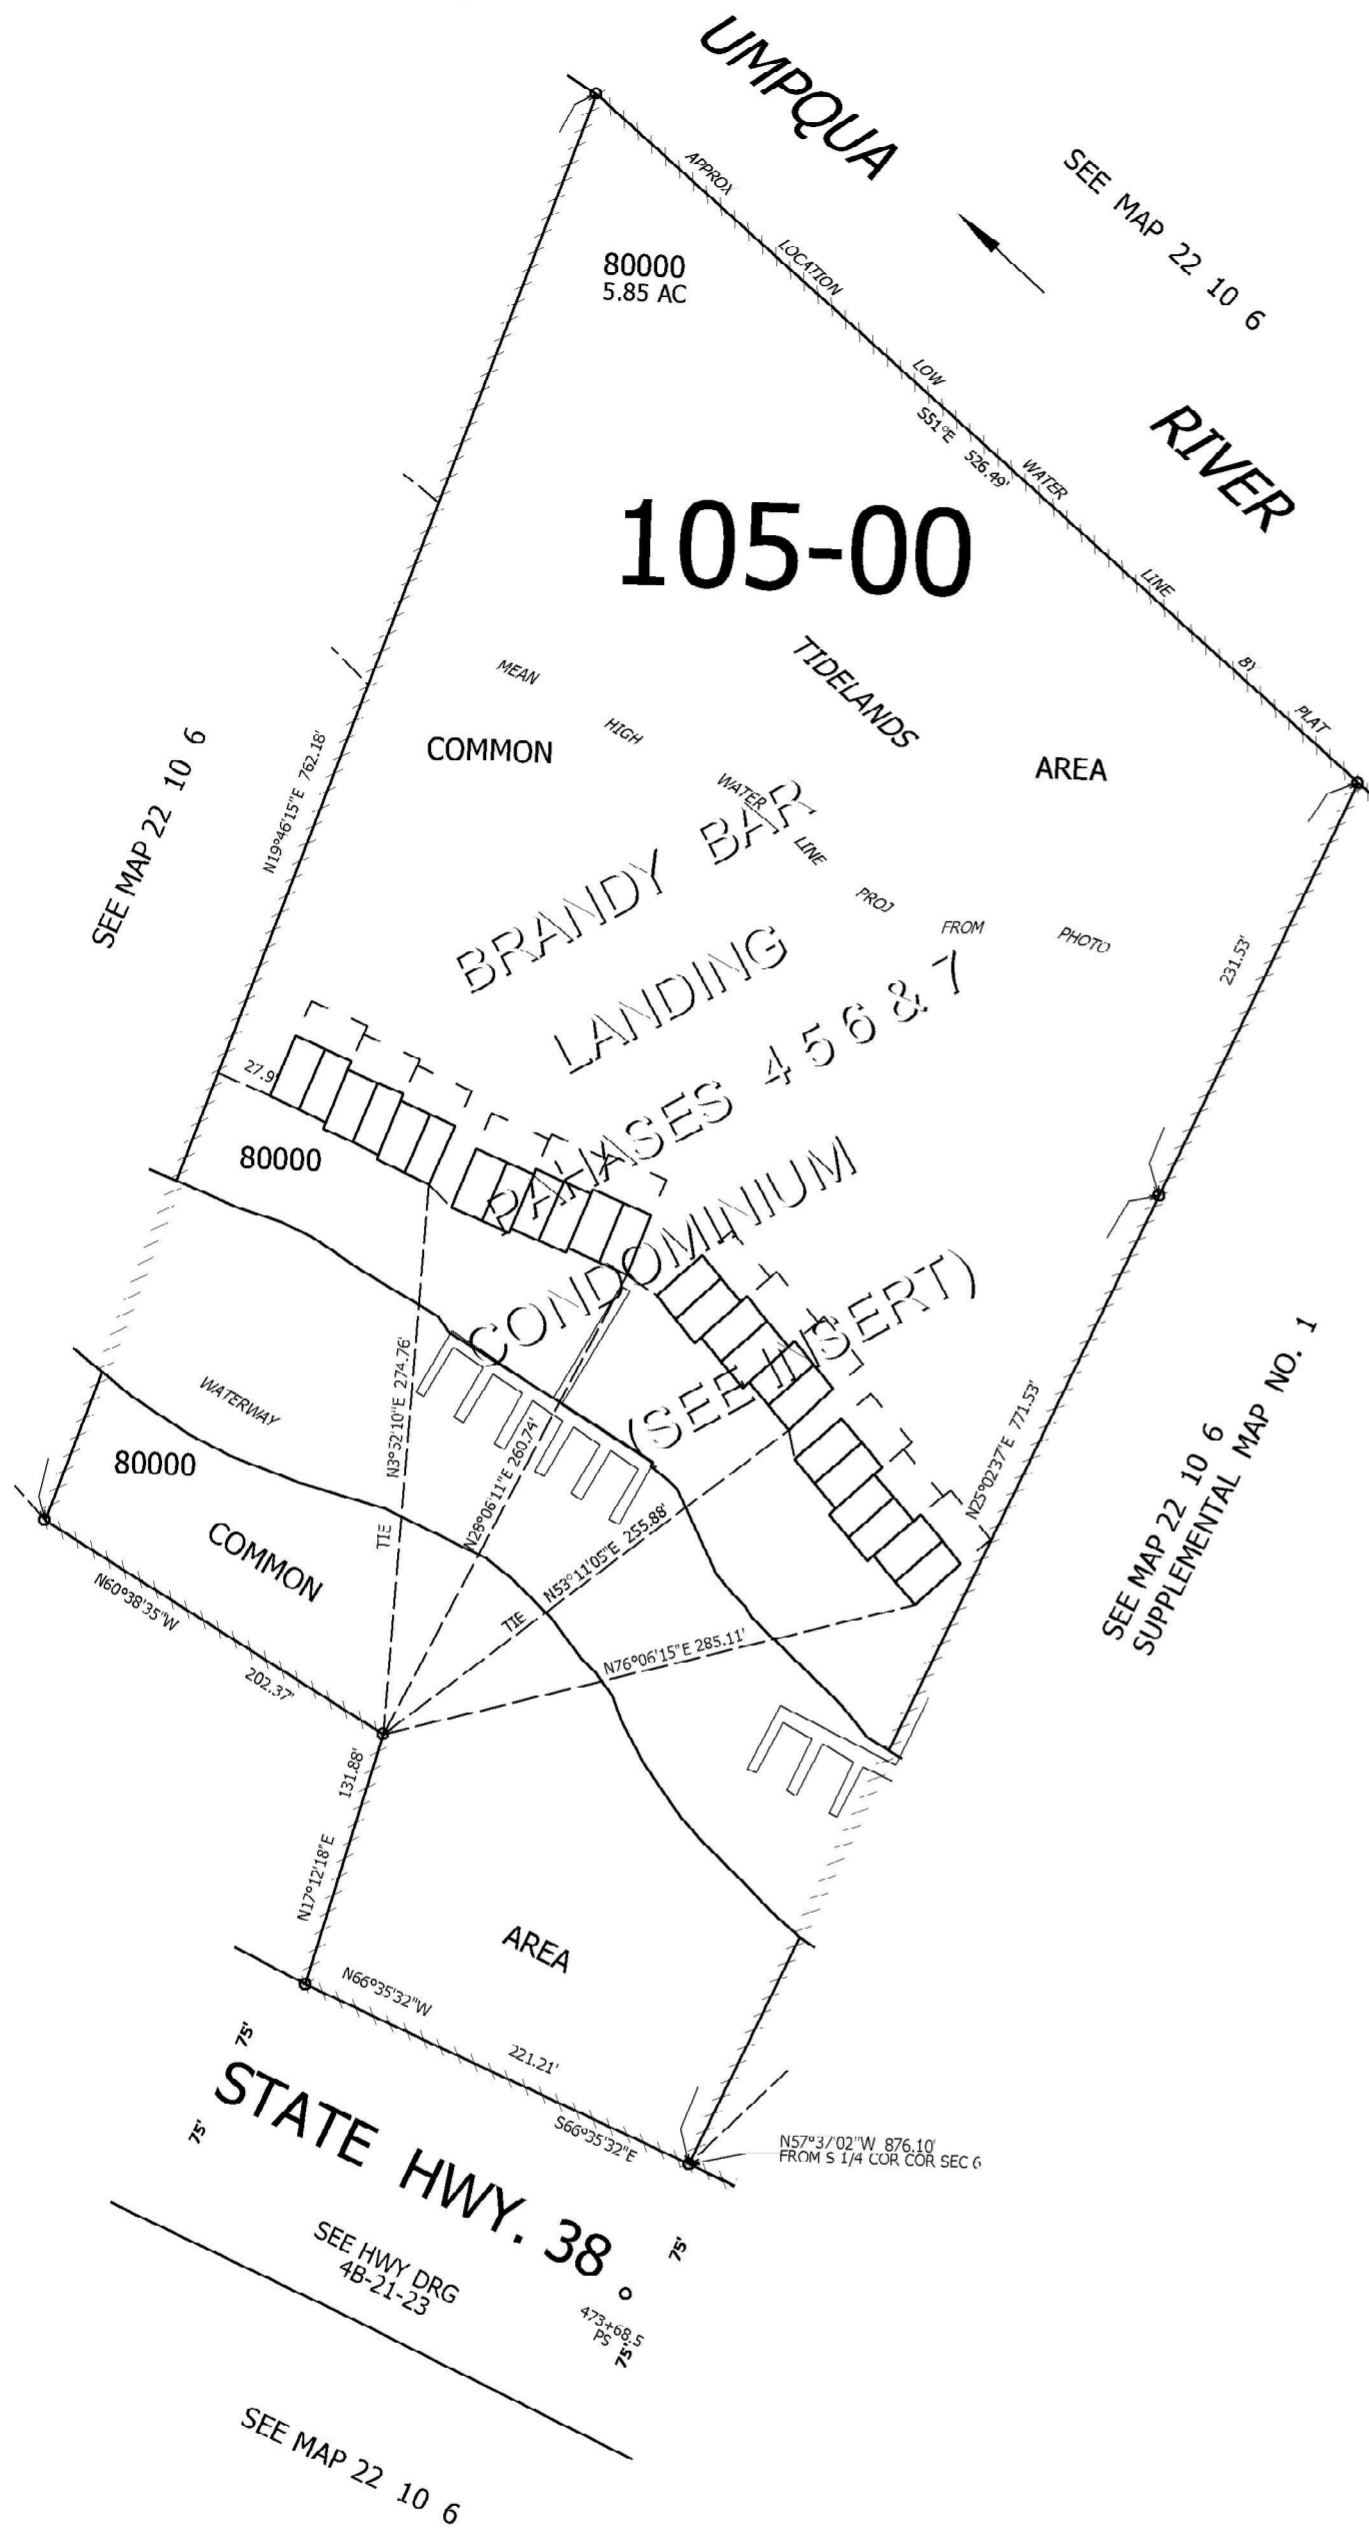 UMPQUA
SEE MAP 22 10 6
APPROX
LOCATION
80000
5.85 AC
LOW
S51°E 526.49'
WATER
RIVER
105-00
LINE
TIDELANDS
BY
PLAT
MEAN
HIGH
WATER
LINE
PROJ
FROM
PHOTO
COMMON
AREA
SEE MAP 22 10 6
N19°46'15"E 762.18'
231.53'
BRANDY BAR
LANDING
PHASES 4 5 6 & 7
CONDOMINIUM
(SEE INSERT)
27.9'
80000
WATERWAY
N3°52'10"E 274.76'
TIE
N28°06'11"E 260.74'
N53°11'05"E 255.88'
TIE
N76°06'15"E 285.11'
N25°02'37"E 771.53'
SEE MAP 22 10 6
SUPPLEMENTAL MAP NO. 1
80000
COMMON
N60°38'35"W
202.37'
131.88'
N17°12'18"E
AREA
N66°35'32"W
221.21'
S66°35'32"E
N57°37'02"W 876.10'
FROM S 1/4 COR COR SEC 6
75'
75'
STATE HWY. 38
75'
SEE HWY DRG
4B-21-23
473+68.5
PS
75'
SEE MAP 22 10 6